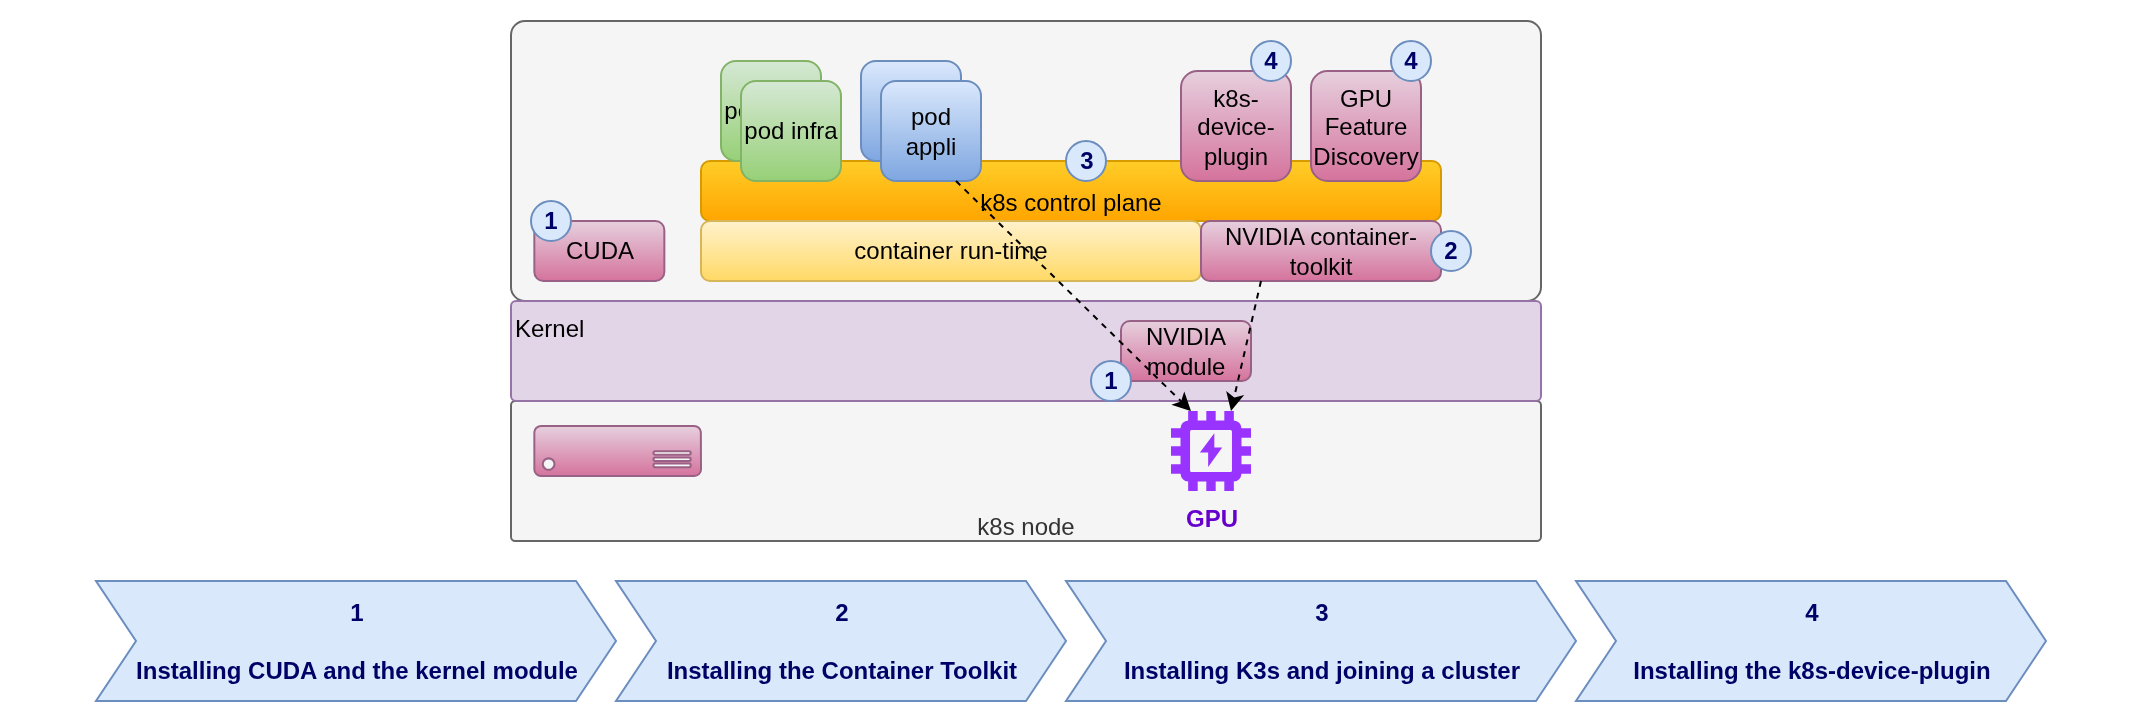 4
4
po
pod infra
pod
appli
k8s-
device-
plugin
GPU
Feature
Discovery
3
k8s control plane
1
CUDA
container run-time
NVIDIA container-
toolkit
2
Kernel
NVIDIA
module
1
GPU
k8s node
1
Installing CUDA and the kernel module
2
Installing the Container Toolkit
3
Installing K3s and joining a cluster
4
Installing the k8s-device-plugin